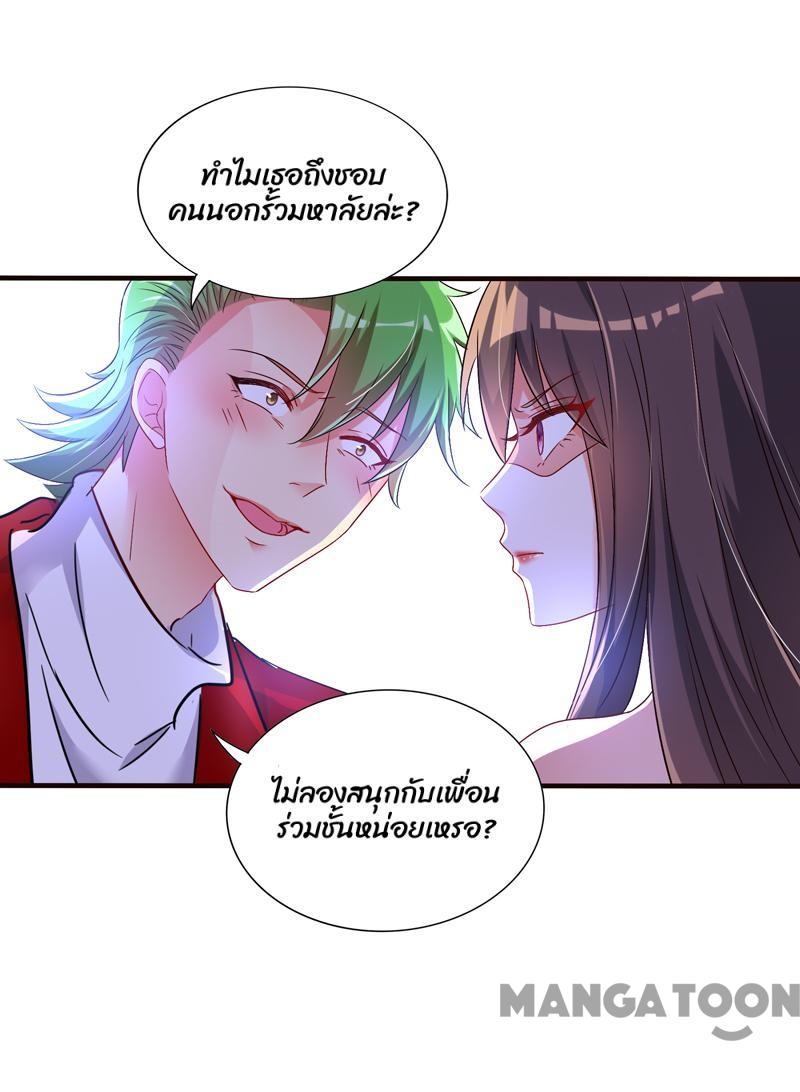 ทำไมเธอถึงชอบ
คนนอกรั้วมหาลัยล่ะ?
ไม่ลองสนุกกับเพื่อน
ร่วมชั้นหน่อยเหรอ?
MANGATOON